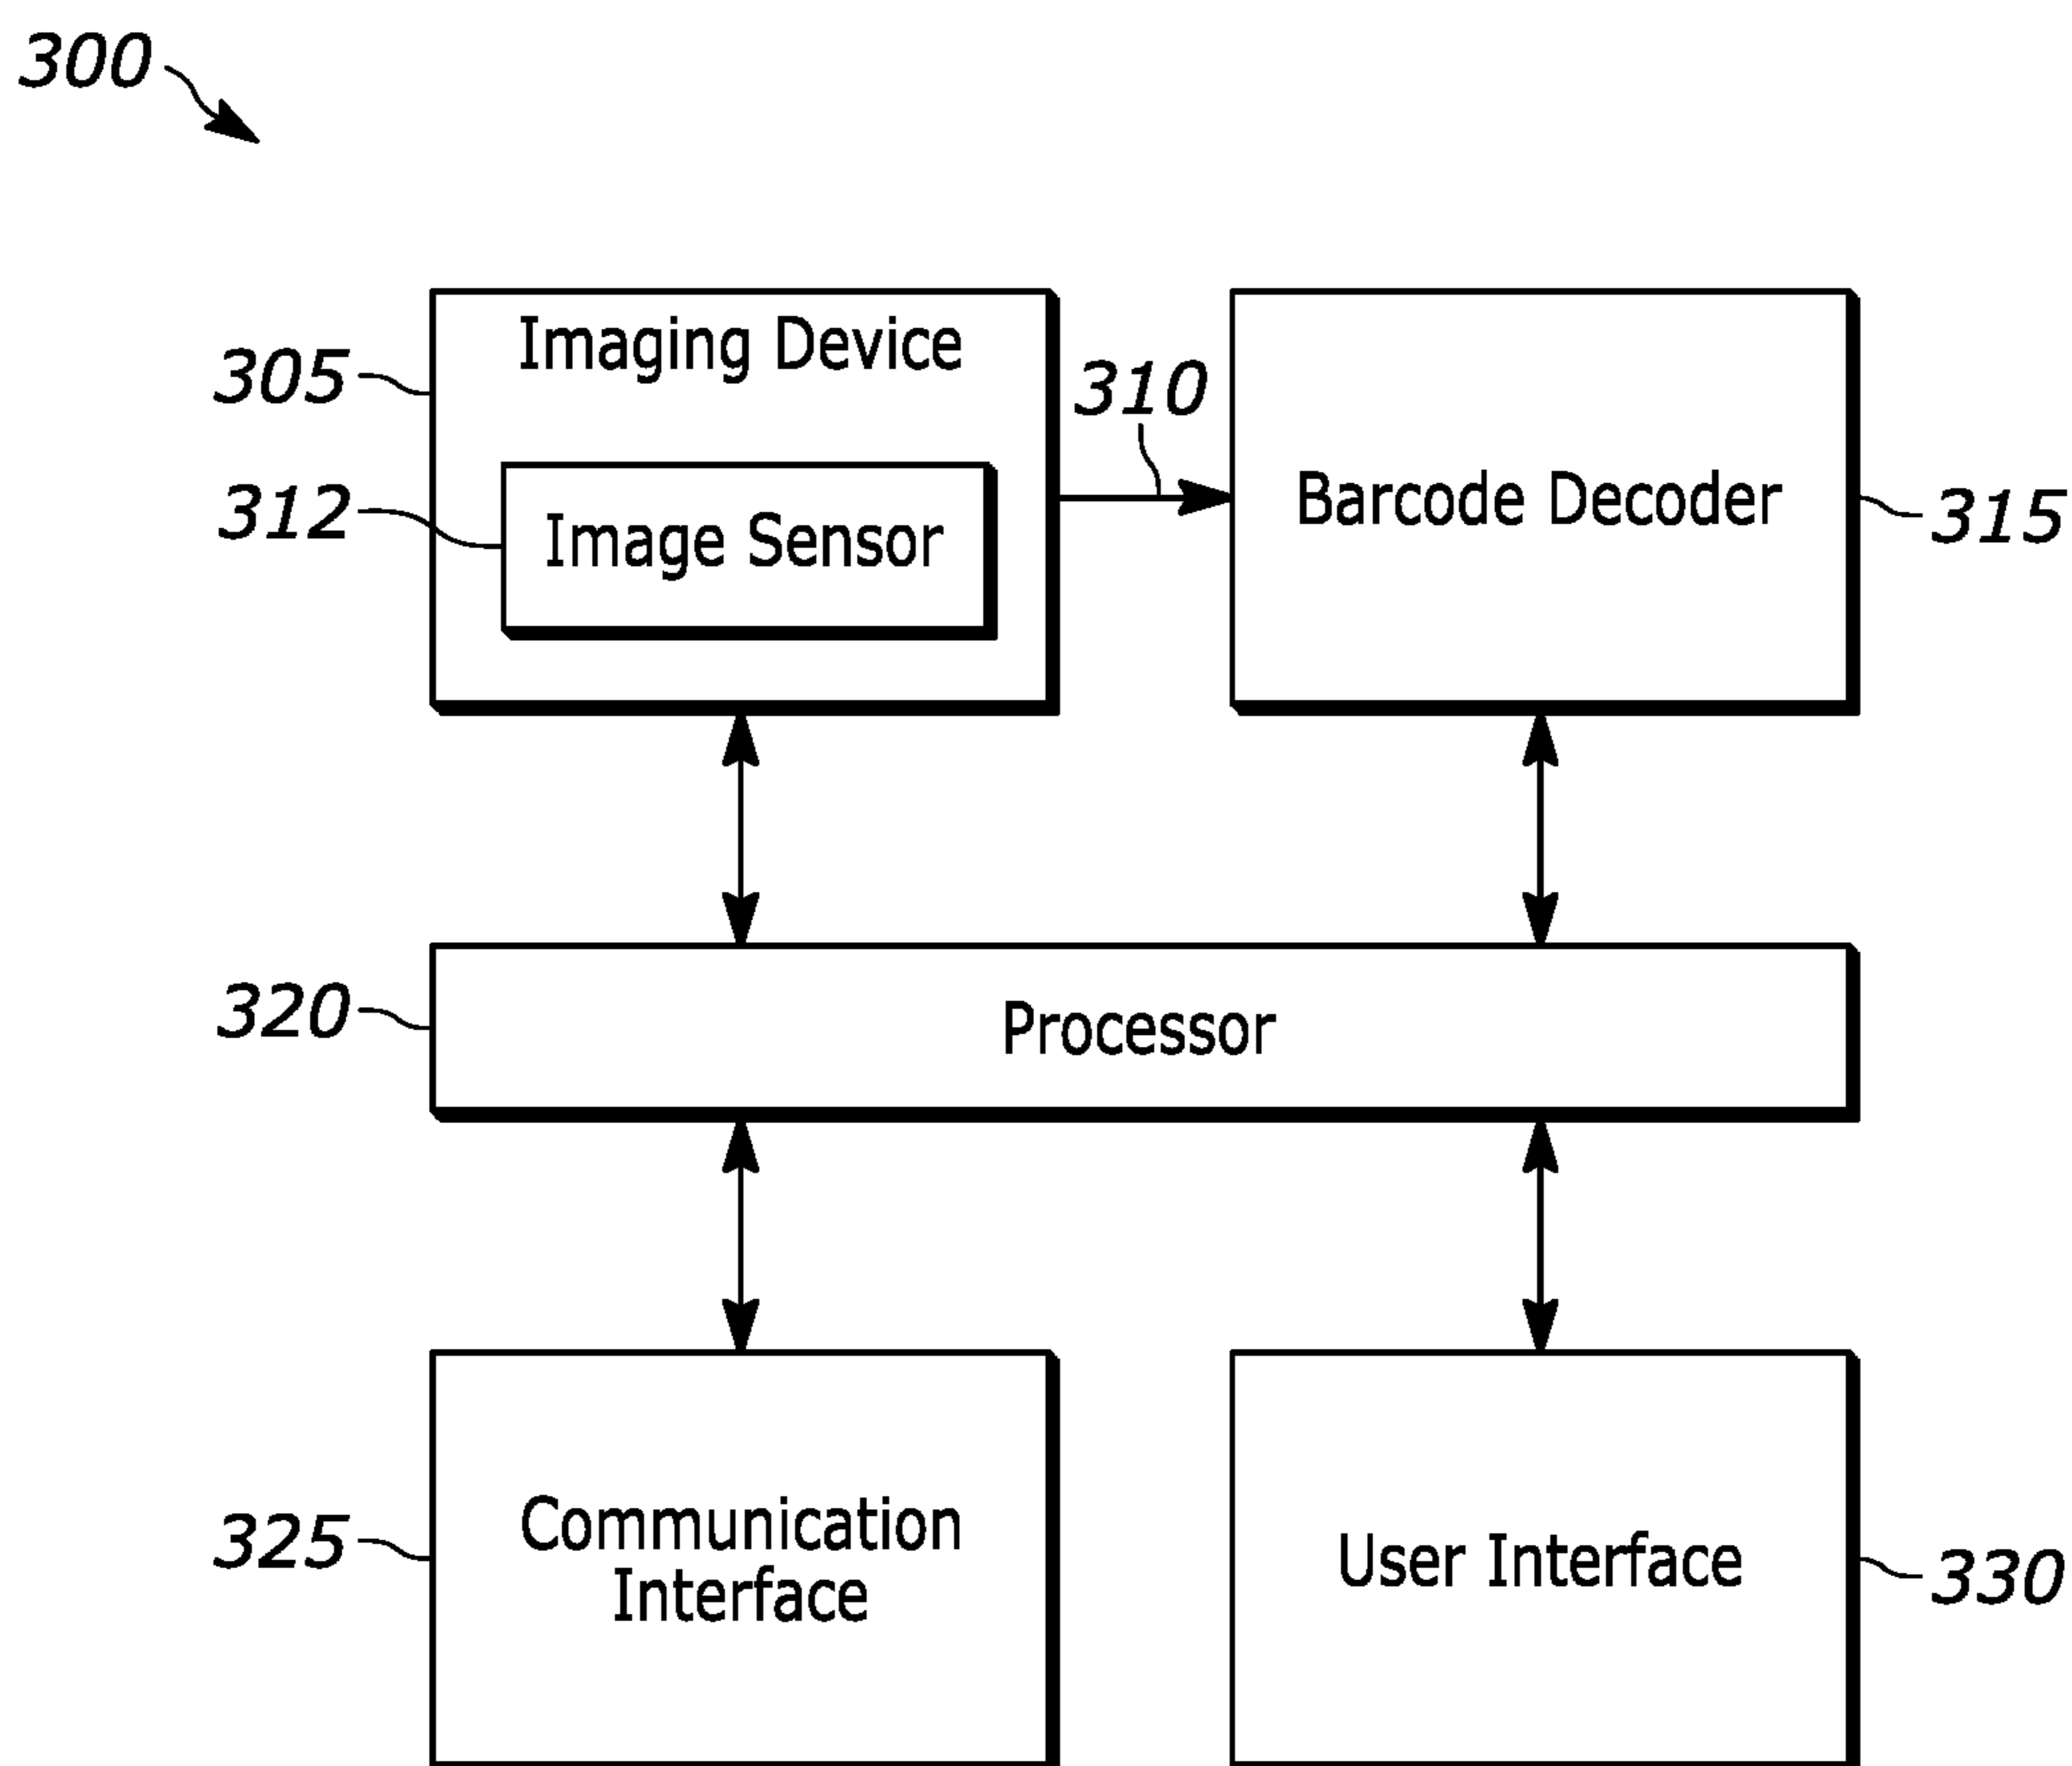 300
Imaging Device
305
310
312
Image Sensor
Barcode Decoder
315
320
Processor
325
Communication
Interface
User Interface
330